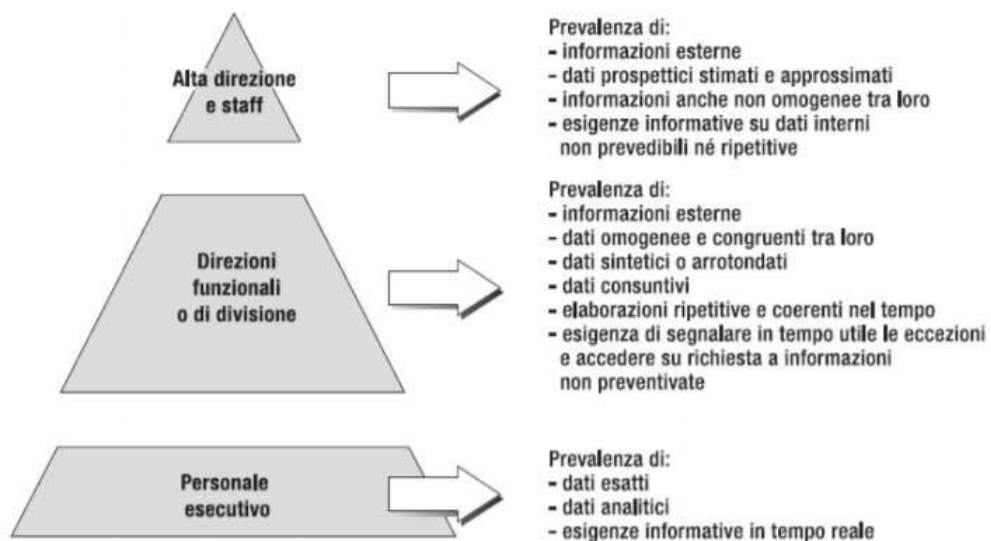 Alta direzione
e staff
Prevalenza di:
- informazioni esterne
- dati prospettici stimati e approssimati
- informazioni anche non omogenee tra loro
- esigenze informative su dati interni
non prevedibili né ripetitive
Direzioni
funzionali
o di divisione
Prevalenza di:
- informazioni esterne
- dati omogenee e congruenti tra loro
- dati sintetici o arrotondati
- dati consuntivi
- elaborazioni ripetitive e coerenti nel tempo
- esigenza di segnalare in tempo utile le eccezioni
e accedere su richiesta a informazioni
non preventivate
Personale
esecutivo
Prevalenza di:
- dati esatti
- dati analitici
- esigenze informative in tempo reale